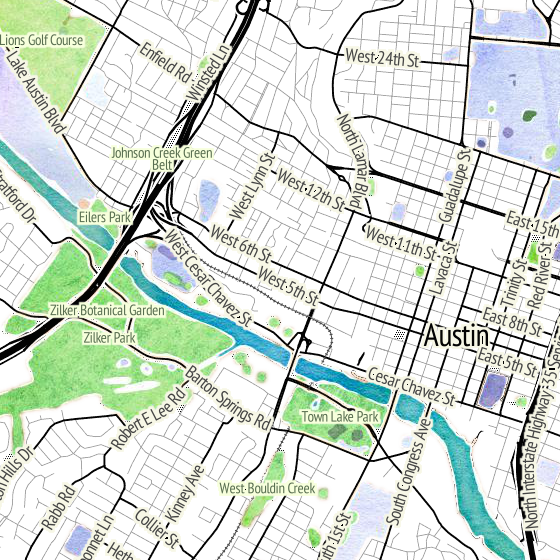 Lions Golf Course
Enfield Rd
Winsted Ln
West 24th St
Lake Austin Blvd
North Lamar Blvd
Johnson Creek Green
Belt
West Lynn St
West 12th St
Guadalupe St
Eilers Park
West 6th St
West 11th St
East 15th
Red River St
Trinity St
Lavaca St
West Cesar Chavez St
West 5th St
Zilker Botanical Garden
Zilker Park
East 8th St
Austin
East 5th St
Cesar Chavez St
Barton Springs Rd
Robert E Lee Rd
Town Lake Park
South Congress Ave
North Interstate Highway 35
West Bouldin Creek
Kinney Ave
Rabb Rd
Collier St